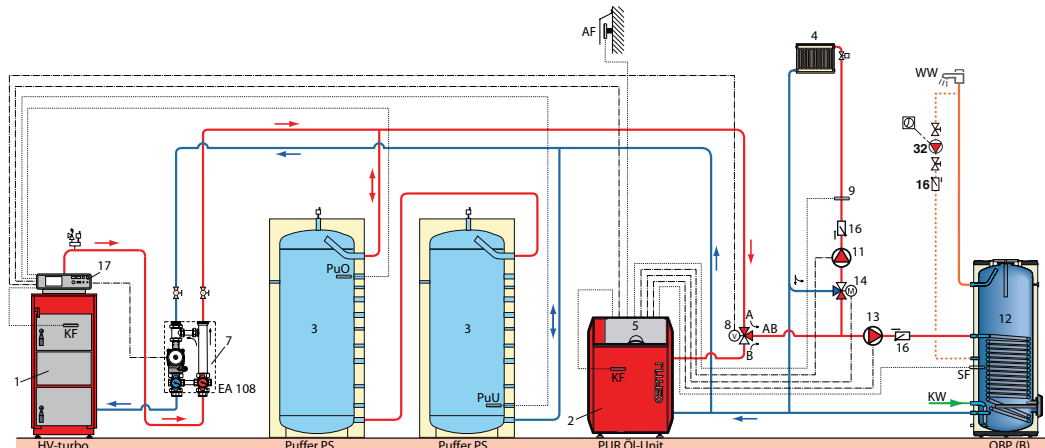 AF
4
WW
32
16
9
16
11
14
M
17
KF
1
7
EA 108
PuO
3
3
PuU
5
KF
2
8
V
A
AB
B
13
16
12
SF
KW
HV-turbo
Puffer PS
Puffer PS
PUR Öl-Unit
OBP (B)